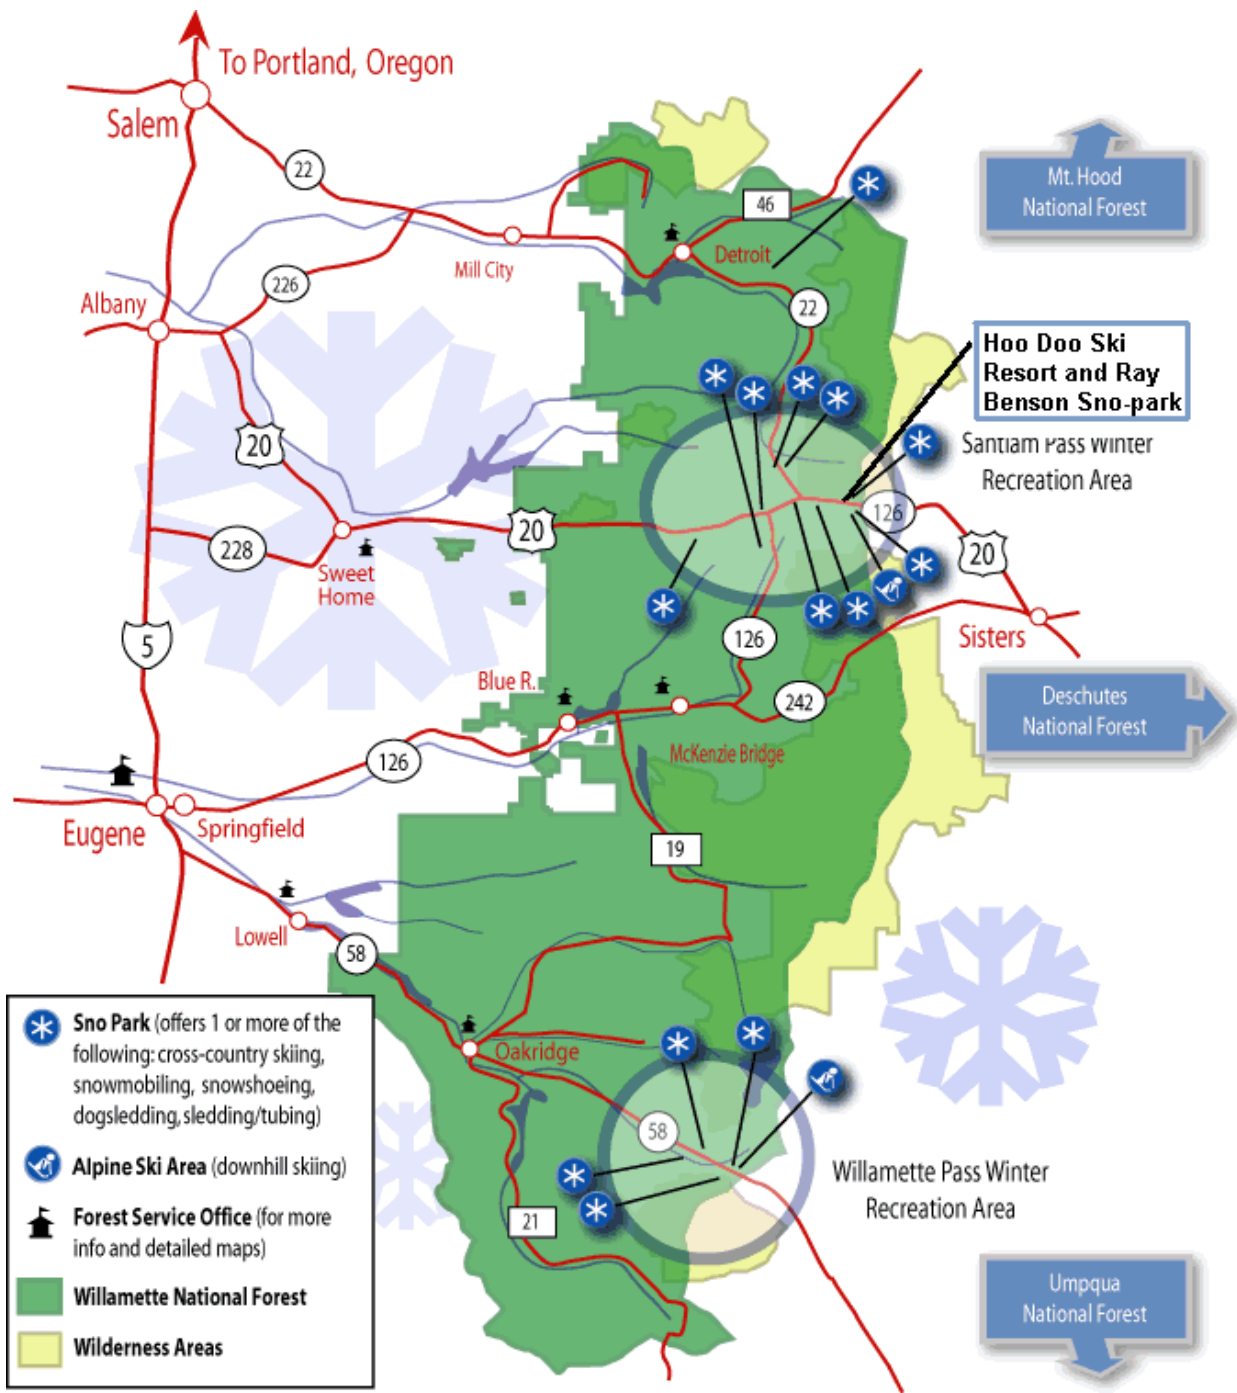 To Portland, Oregon
Salem
22
46
Mt. Hood
National Forest
Detroit
Mill City
226
Albany
22
Hoo Doo Ski
Resort and Ray
Benson Sno-park
Santiam Pass Winter
Recreation Area
20
126
20
228
20
Sweet
Home
5
126
Sisters
Blue R.
242
Deschutes
National Forest
126
McKenzie Bridge
Eugene
Springfield
19
Lowell
58
Sno Park (offers 1 or more of the
following: cross-country skiing,
snowmobiling, snowshoeing,
dogsledding, sledding/tubing)
Alpine Ski Area (downhill skiing)
Forest Service Office (for more
info and detailed maps)
Willamette National Forest
Wilderness Areas
Oakridge
58
21
Willamette Pass Winter
Recreation Area
Umpqua
National Forest